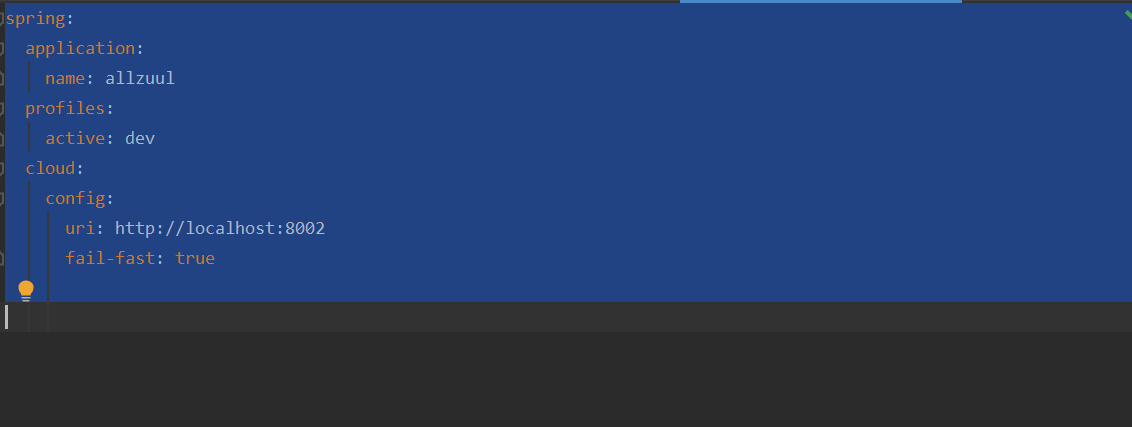 spring:
  application:
    name: allzuul
  profiles:
    active: dev
  cloud:
    config:
      uri: http://localhost:8002
      fail-fast: true